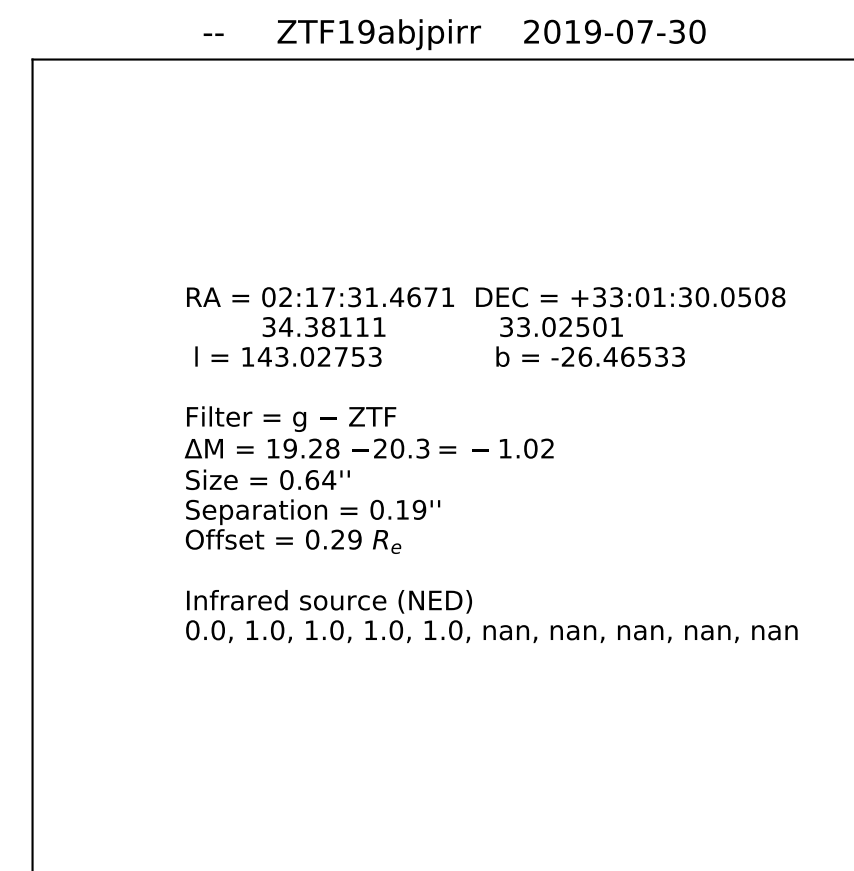 -- ZTF19abjpirr 2019-07-30
RA = 02:17:31.4671 DEC = +33:01:30.0508
34.38111 33.02501
l = 143.02753 b = -26.46533
Filter = g − ZTF
ΔM = 19.28 −20.3 = − 1.02
Size = 0.64''
Separation = 0.19''
Offset = 0.29 Re
Infrared source (NED)
0.0, 1.0, 1.0, 1.0, 1.0, nan, nan, nan, nan, nan